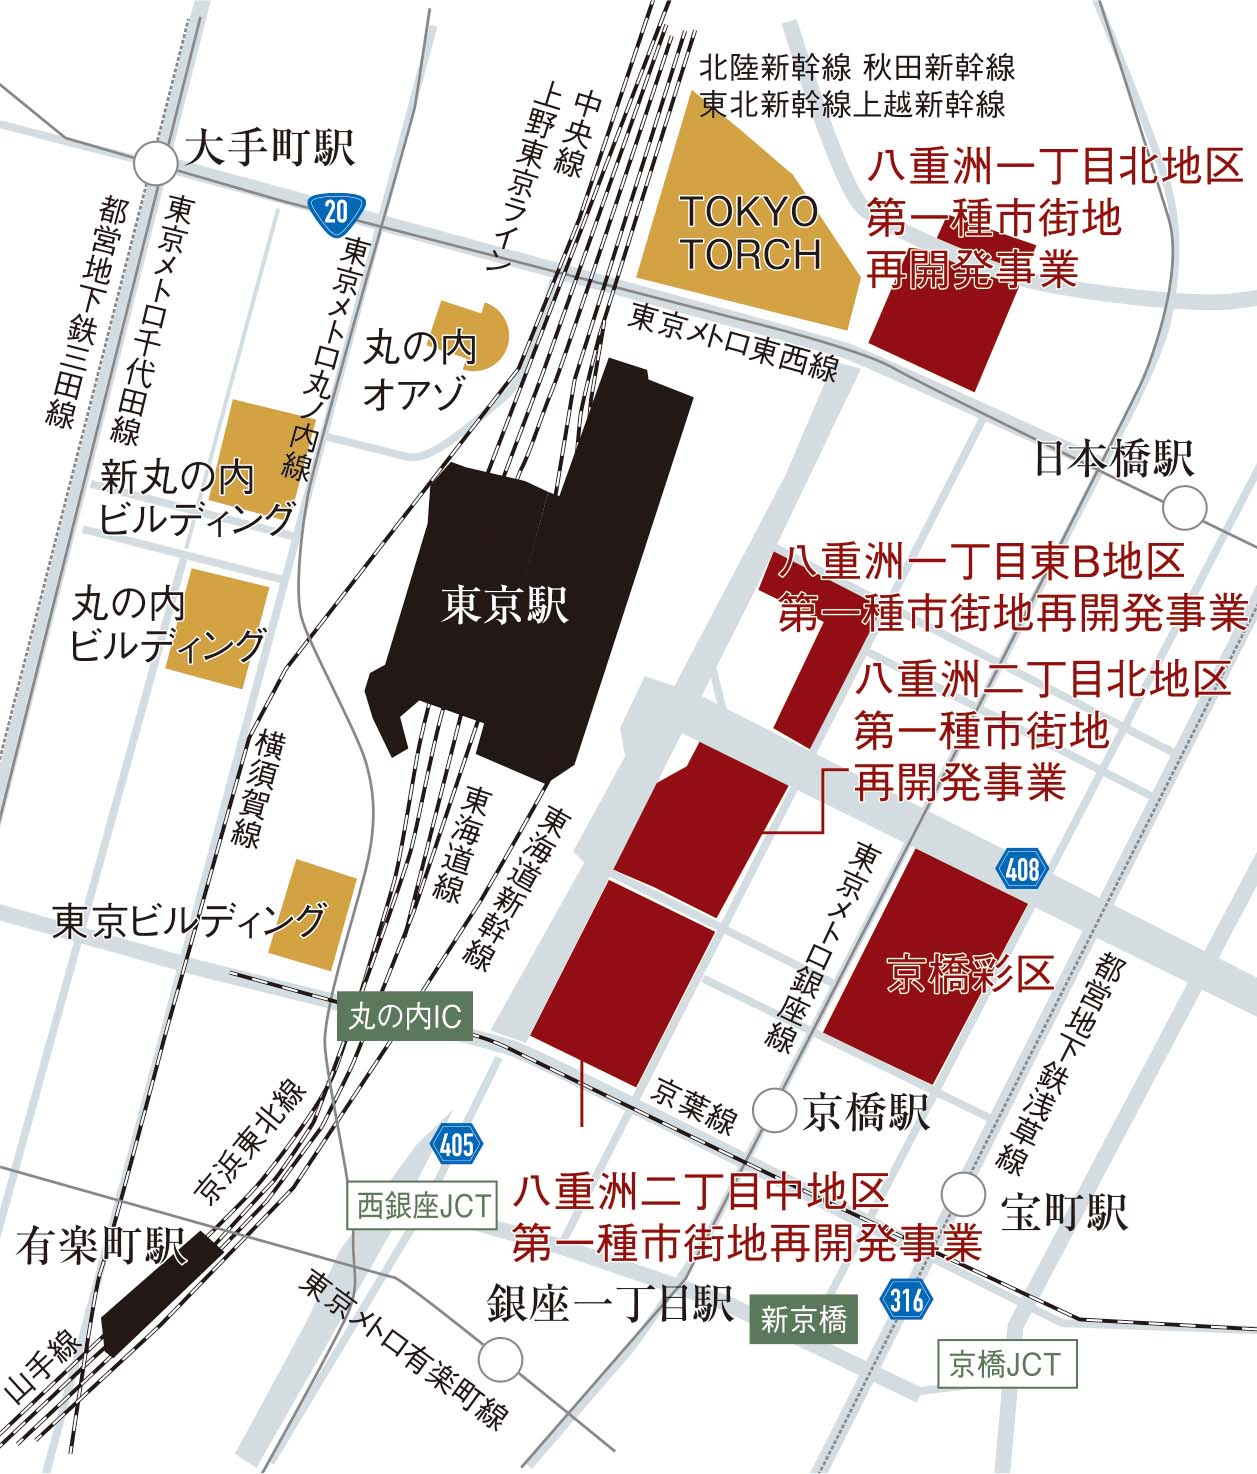 北陸新幹線 秋田新幹線
東北新幹線上越新幹線
中央線
上野東京ライン
大手町駅
20
八重洲一丁目北地区
第一種市街地
再開発事業
TOKYO
TORCH
都営地下鉄三田線
東京メトロ千代田線
東京メトロ丸ノ内線
丸の内
オアゾ
東京メトロ東西線
日本橋駅
新丸の内
ビルディング
八重洲一丁目東B地区
第一種市街地再開発事業
丸の内
ビルディング
東京駅
八重洲二丁目北地区
第一種市街地
再開発事業
横須賀線
東海道線
東海道新幹線
東京メトロ銀座線
408
東京ビルディング
京橋彩区
都営地下鉄浅草線
丸の内IC
京葉線
京橋駅
京浜東北線
405
西銀座JCT
八重洲二丁目中地区
第一種市街地再開発事業
宝町駅
有楽町駅
東京メトロ有楽町線
銀座一丁目駅
新京橋
316
京橋JCT
山手線